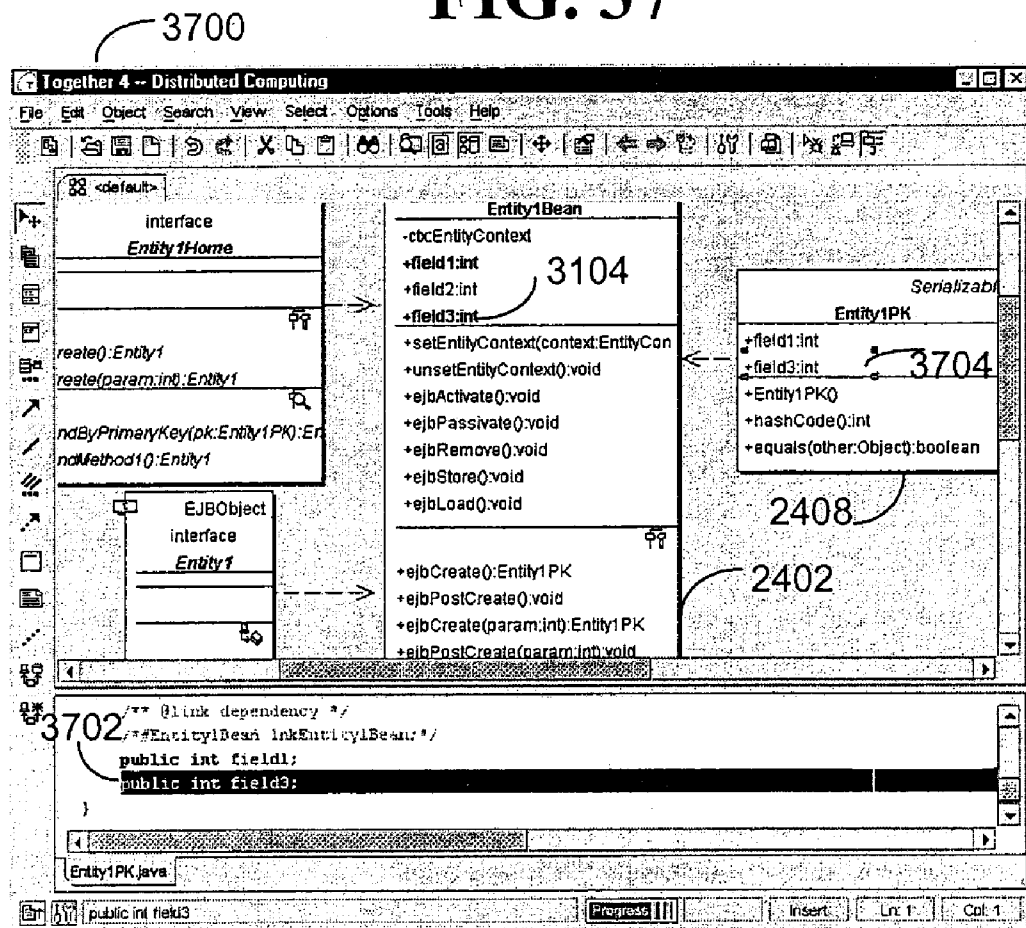 FIG. 37
3700
Together 4 -- Distributed Computing
File Edit Object Search View Select Options Tools Help
<default>
interface
Entity1Home
reate():Entity1
reate(param:int):Entity1
ndByPrimaryKey(pk:Entity1PK):En
ndMethod1():Entity1
EJBObject
interface
Entity1
Entity1Bean
-ctxEntityContext
+field1:int
+field2:int
+field3:int
3104
+setEntityContext(context:EntityCon
+unsetEntityContext():void
+ejbActivate():void
+ejbPassivate():void
+ejbRemove():void
+ejbStore():void
+ejbLoad():void
+ejbCreate():Entity1PK
+ejbPostCreate():void
+ejbCreate(param:int):Entity1PK
+ejbPostCreate(param:int):void
Serializabl
Entity1PK
+field1:int
+field3:int
3704
+Entity1PK()
+hashCode():int
+equals(other:Object):boolean
2408
2402
/** @link dependency */
3702
/*#Entity1Bean lnkEntity1Bean;*/
public int field1;
public int field3;
}
Entity1PK.java
public int field3
Progress
Insert
Ln: 1
Col: 1